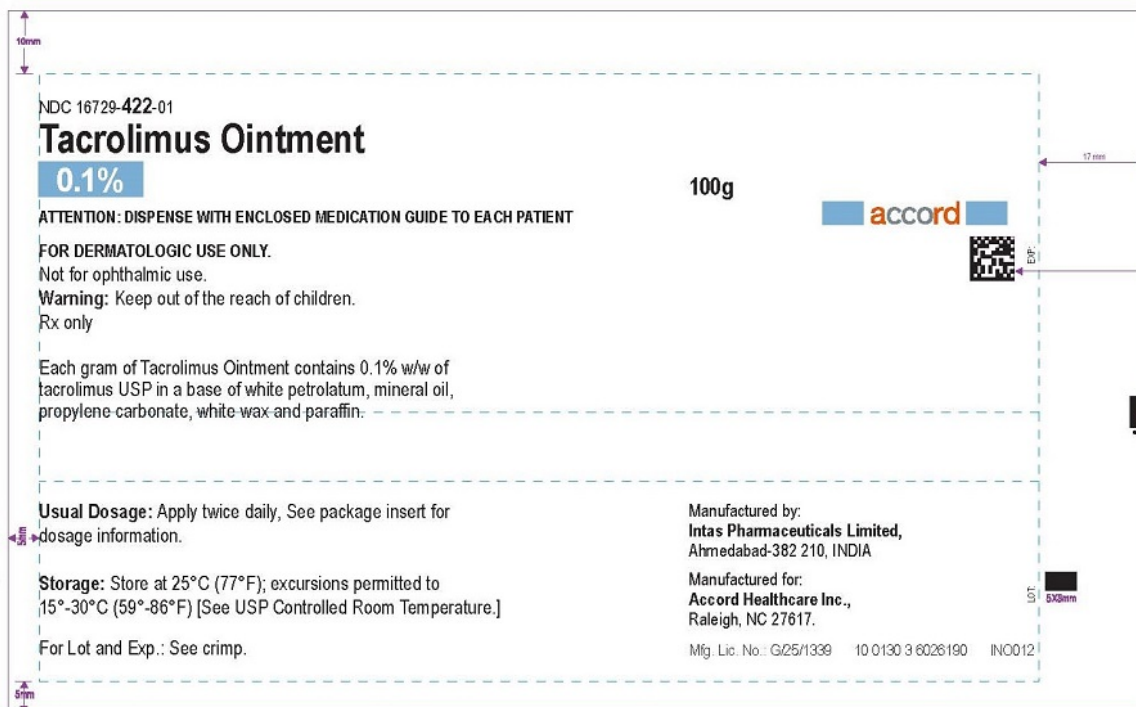 10mm
NDC 16729-422-01
Tacrolimus Ointment
0.1%
100g
17 mm
ATTENTION: DISPENSE WITH ENCLOSED MEDICATION GUIDE TO EACH PATIENT
accord
FOR DERMATOLOGIC USE ONLY.
Not for ophthalmic use.
Warning: Keep out of the reach of children.
Rx only
EXP:
Each gram of Tacrolimus Ointment contains 0.1% w/w of
tacrolimus USP in a base of white petrolatum, mineral oil,
propylene carbonate, white wax and paraffin.
Usual Dosage: Apply twice daily, See package insert for
dosage information.
5mm
Storage: Store at 25°C (77°F); excursions permitted to
15°-30°C (59°-86°F) [See USP Controlled Room Temperature.]
For Lot and Exp.: See crimp.
Manufactured by:
Intas Pharmaceuticals Limited,
Ahmedabad-382 210, INDIA
Manufactured for:
Accord Healthcare Inc.,
Raleigh, NC 27617.
Mfg. Lic. No.: G/25/1339 10 0130 3 6026190 INO012
LOT:
5X3mm
5mm